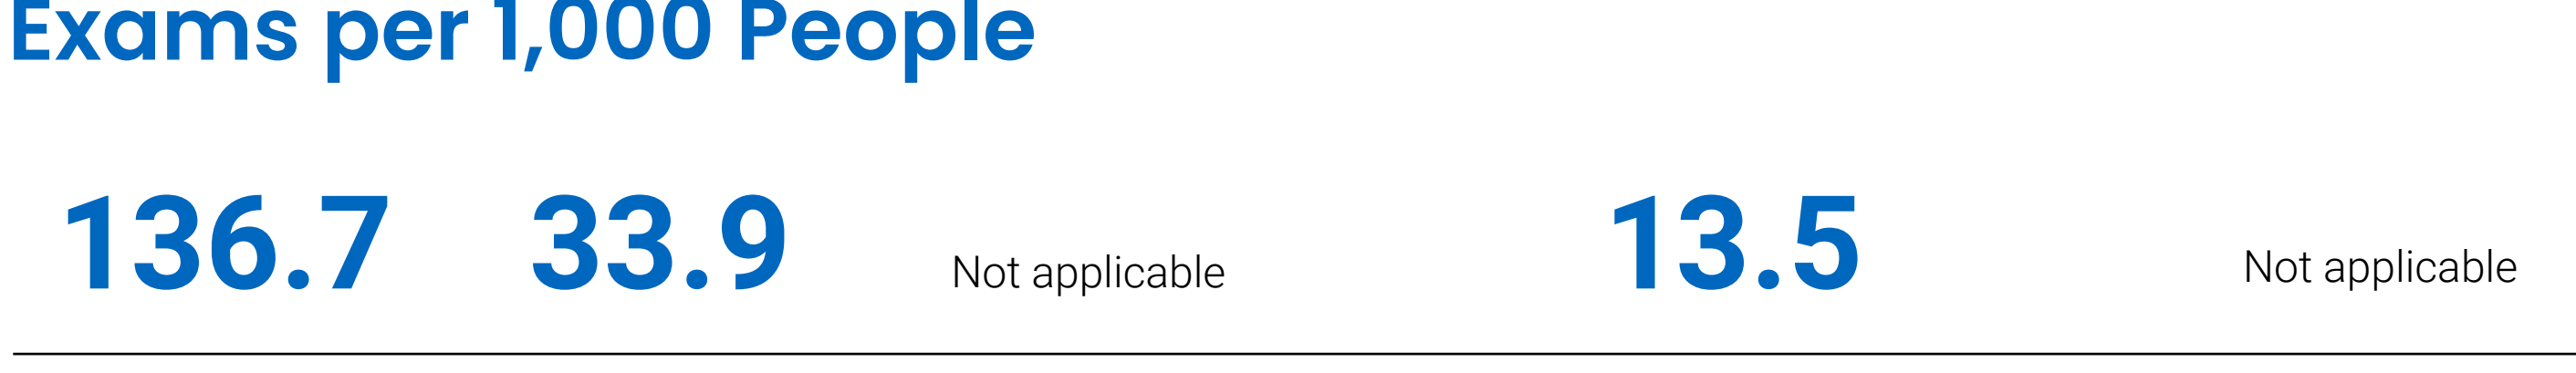 Exams per 1,000 People
136.7 33.9 Not applicable 13.5 Not applicable